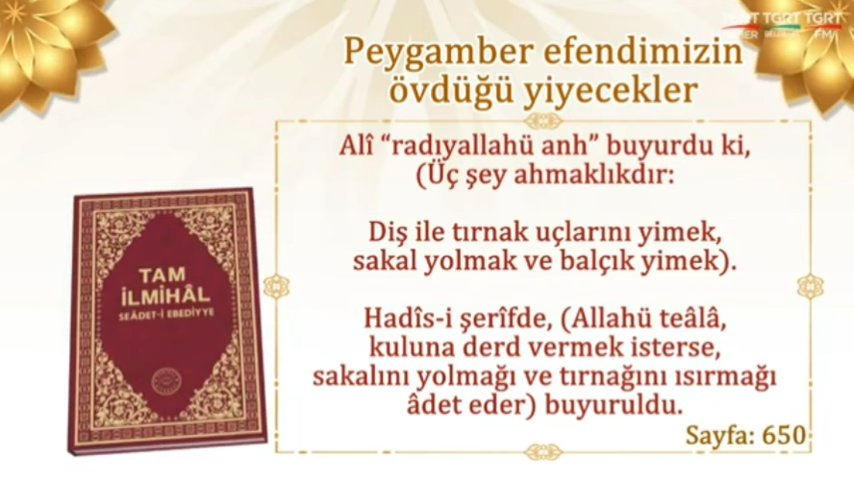 TGRT TGRT
FM
Peygamber efendimizin
övdüğü yiyecekler
Alî “radıyallahü anh” buyurdu ki,
(Üç şey ahmaklıkdır:
Diş ile tırnak uçlarını yimek,
sakal yolmak ve balçık yimek).
Hadîs-i şerîfde, (Allahü teâlâ,
kuluna derd vermek isterse,
sakalını yolmağı ve tırnağını ısırmağı
âdet eder) buyuruldu.
Sayfa: 650
TAM
İLMİHÂL
SEÂDET-İ EBEDİYYE